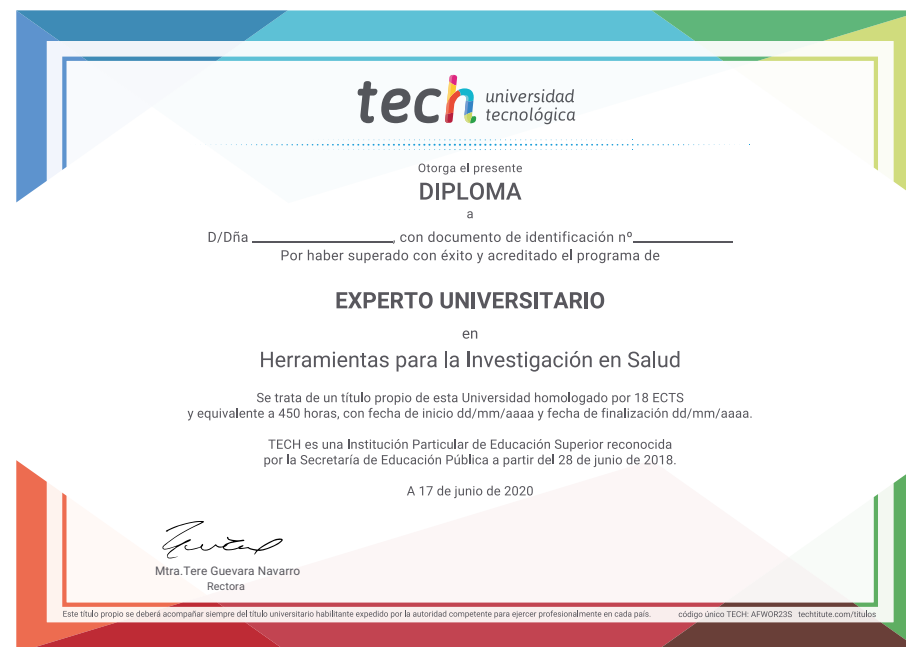 tech universidad
tecnológica
Otorga el presente
DIPLOMA
a
D/Dña ____________________, con documento de identificación nº______________
Por haber superado con éxito y acreditado el programa de
EXPERTO UNIVERSITARIO
en
Herramientas para la Investigación en Salud
Se trata de un título propio de esta Universidad homologado por 18 ECTS
y equivalente a 450 horas, con fecha de inicio dd/mm/aaaa y fecha de finalización dd/mm/aaaa.
TECH es una Institución Particular de Educación Superior reconocida
por la Secretaría de Educación Pública a partir del 28 de junio de 2018.
A 17 de junio de 2020
Mtra.Tere Guevara Navarro
Rectora
Este título propio se deberá acompañar siempre del título universitario habilitante expedido por la autoridad competente para ejercer profesionalmente en cada país. código único TECH: AFWOR23S techtitute.com/titulos